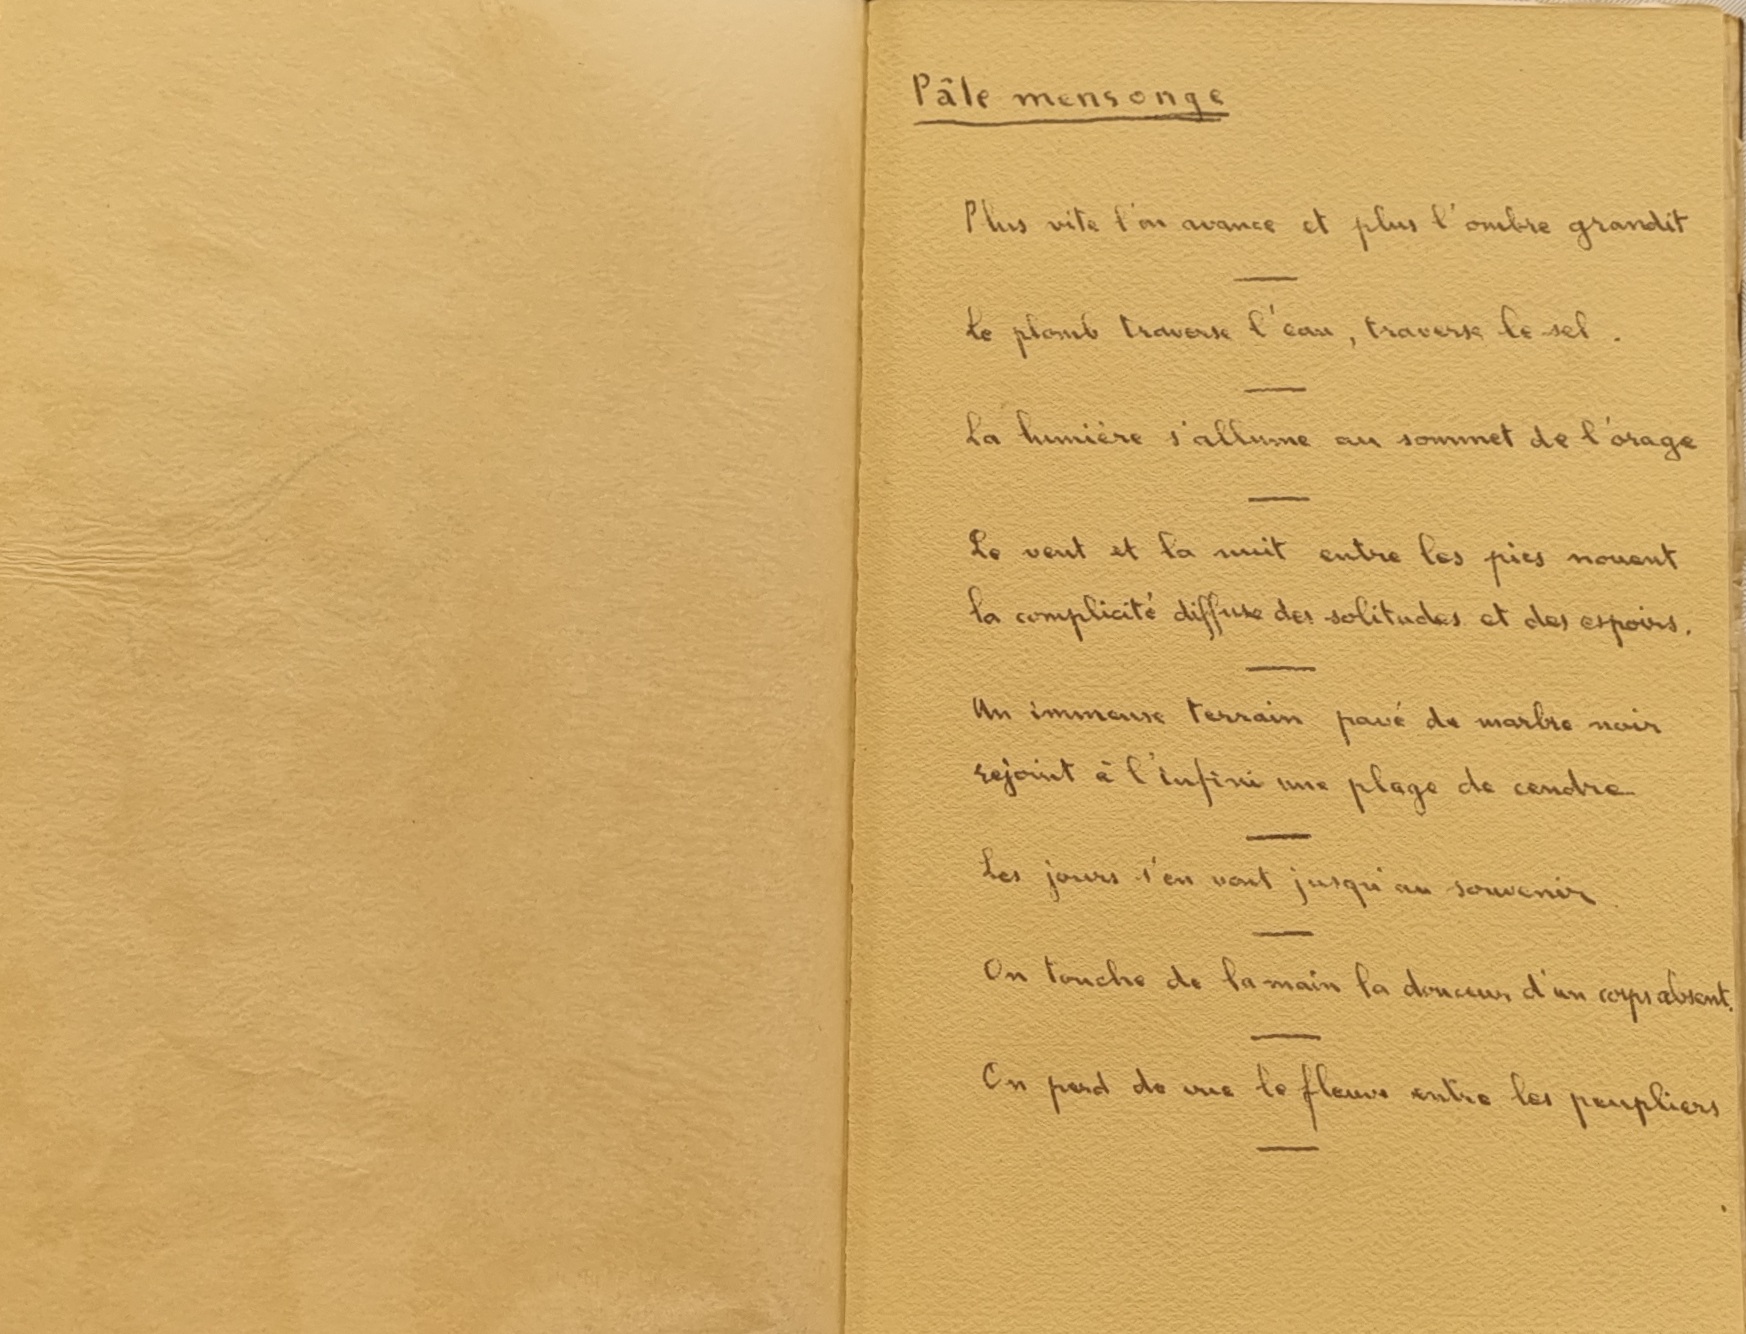 Pâle mensonge
Plus vite l'on avance et plus l'ombre grandit
Le plomb traverse l'eau, traverse le sel.
La lumière s'allume au sommet de l'orage
Le vent et la nuit entre les pies nouent
la complicité diffuse des solitudes et des espoirs.
Un immense terrain pavé de marbre noir
rejoint à l'infini une plage de cendre
Les jours s'en vont jusqu'au souvenir
On touche de la main la douceur d'un corps absent.
On perd de vue le fleuve entre les peupliers